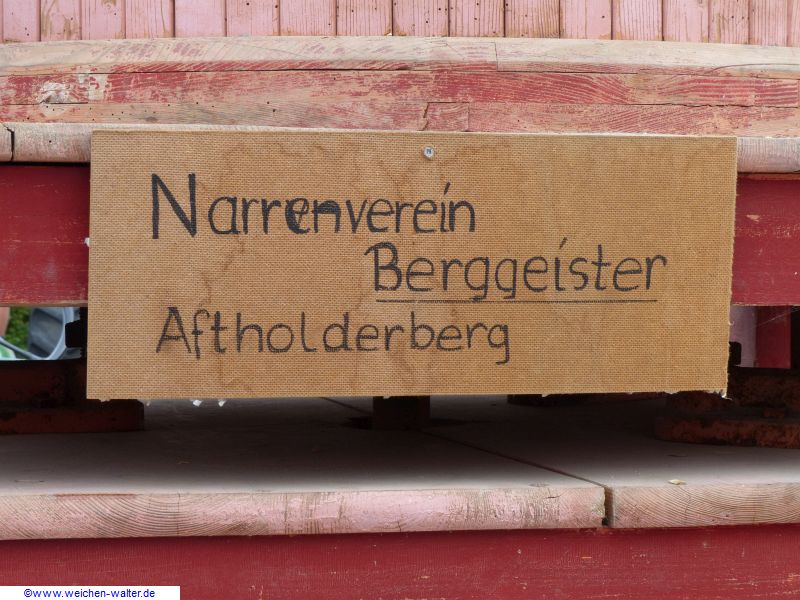 Narrenverein
Berggeister
Aftholderberg
©www.weichen-walter.de